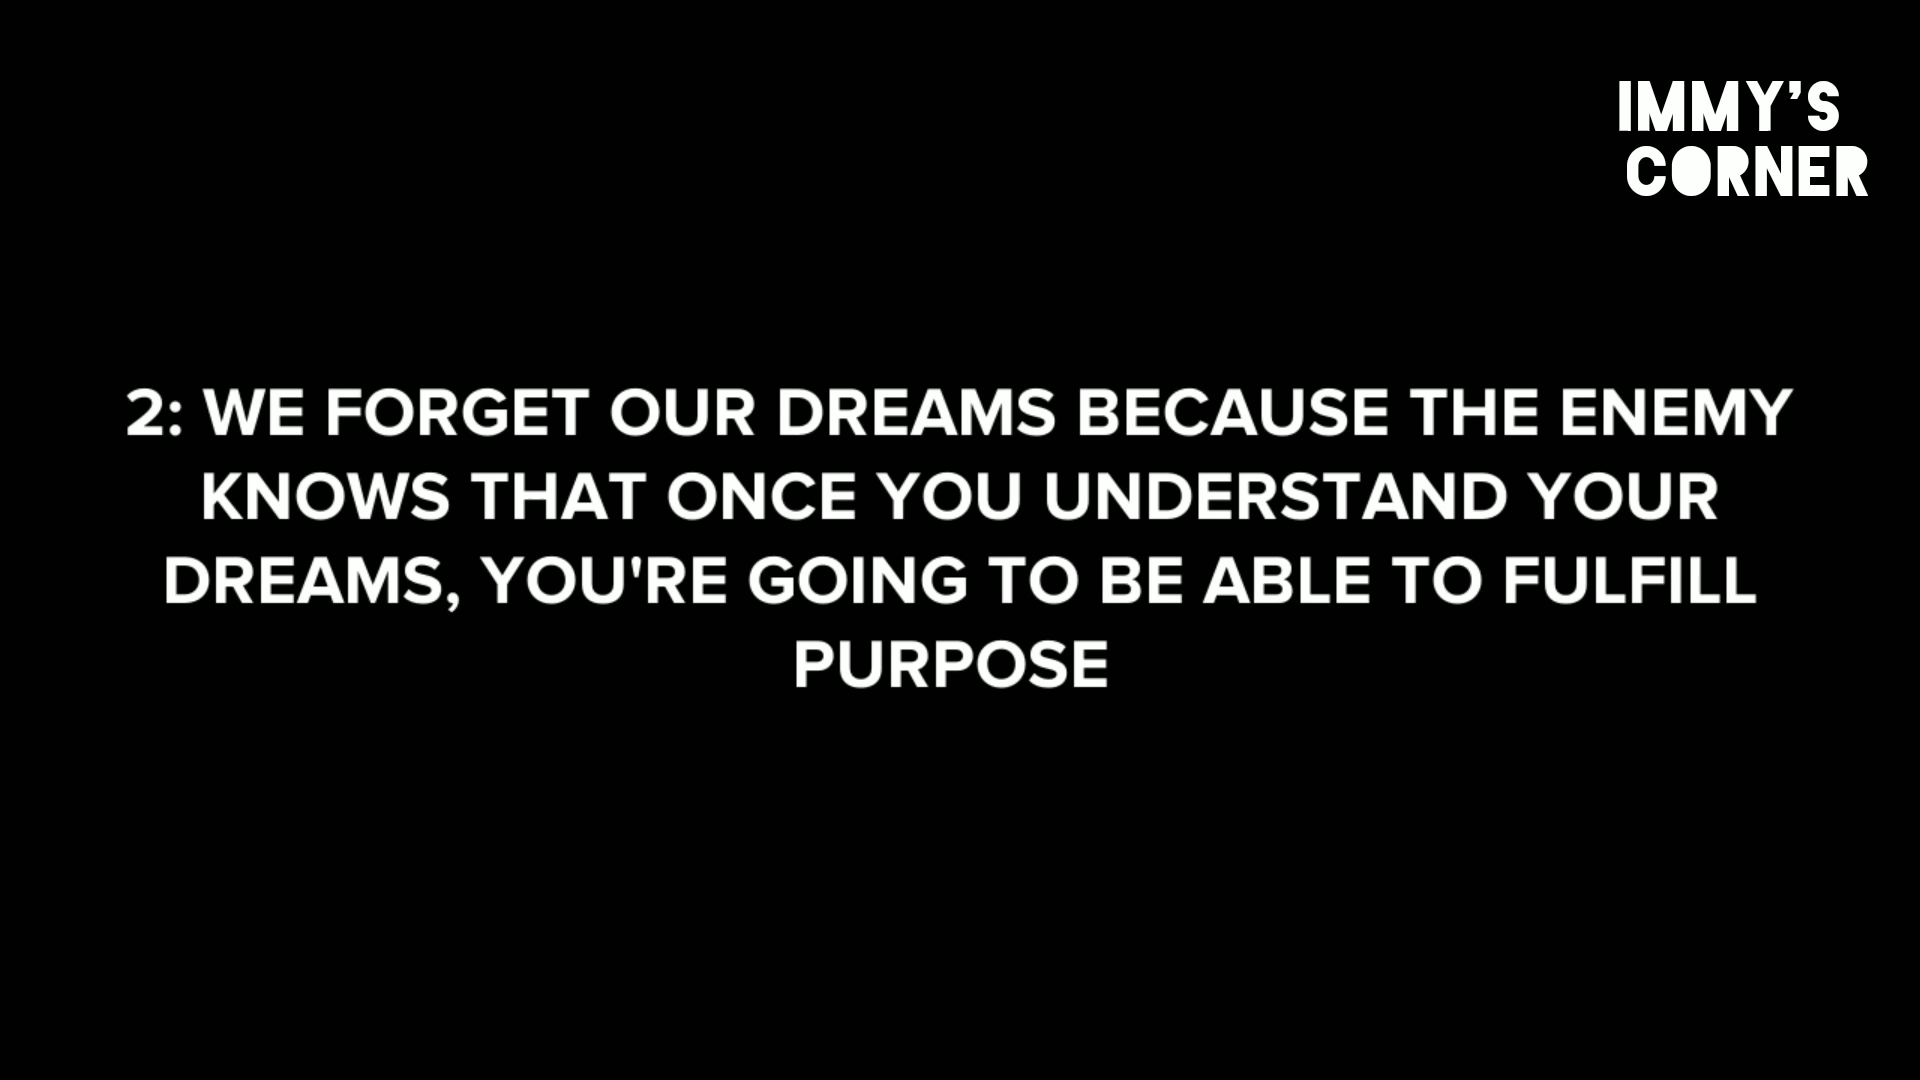 IMMY’S
CORNER
2: WE FORGET OUR DREAMS BECAUSE THE ENEMY
KNOWS THAT ONCE YOU UNDERSTAND YOUR
DREAMS, YOU'RE GOING TO BE ABLE TO FULFILL
PURPOSE